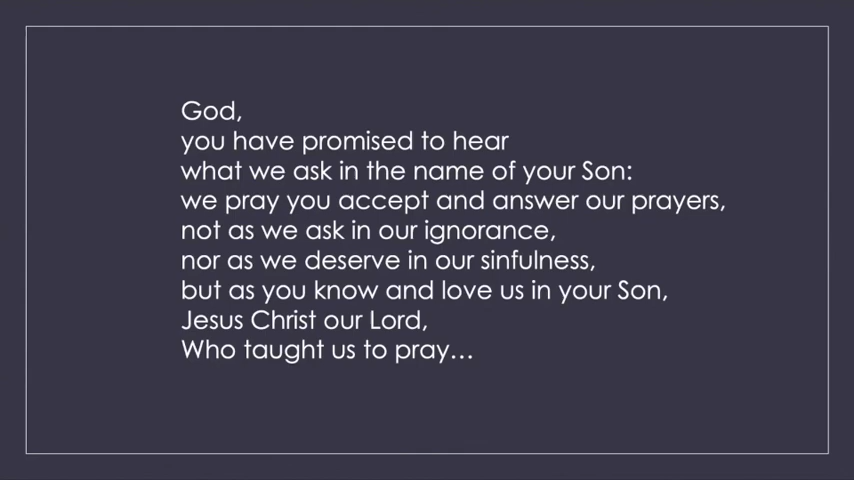 God,
you have promised to hear
what we ask in the name of your Son:
we pray you accept and answer our prayers,
not as we ask in our ignorance,
nor as we deserve in our sinfulness,
but as you know and love us in your Son,
Jesus Christ our Lord,
Who taught us to pray…